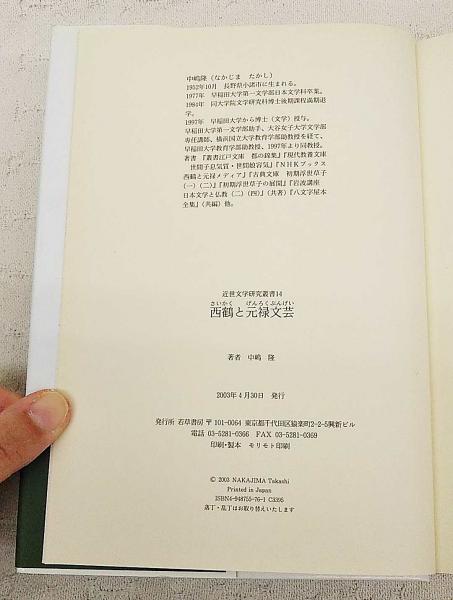 中嶋隆（なかじま　たかし）
1952年10月　長野県小諸市に生まれる。
1977年　早稲田大学第一文学部日本文学科卒業。
1984年　同大学院文学研究科博士後期課程満期退
学。
1997年　早稲田大学から博士（文学）授与。
早稲田大学第一文学部助手、大谷女子大学文学部
専任講師、横浜国立大学教育学部助教授を経て、
早稲田大学教育学部助教授、1997年より同教授。
著書　『叢書江戸文庫　都の錦集』『現代教養文庫
世間子息気質・世間娘容気』『NHKブックス
西鶴と元禄メディア』『古典文庫　初期浮世草子
（一）（二）』『初期浮世草子の展開』『岩波講座
日本文学と仏教（二）（四）』（共著）『八文字屋本
全集』（共編）他。
近世文学研究叢書14
さいかく　げんろくぶんげい
西鶴と元禄文芸
著者　中嶋　隆
2003年4月30日　発行
発行所　若草書房　〒101-0064　東京都千代田区猿楽町2-2-5興新ビル
電話　03-5281-0366　FAX　03-5281-0369
印刷・製本　モリモト印刷
© 2003 NAKAJIMA Takashi
Printed in Japan
ISBN4-948755-76-1 C3395
落丁・乱丁はお取り替えいたします